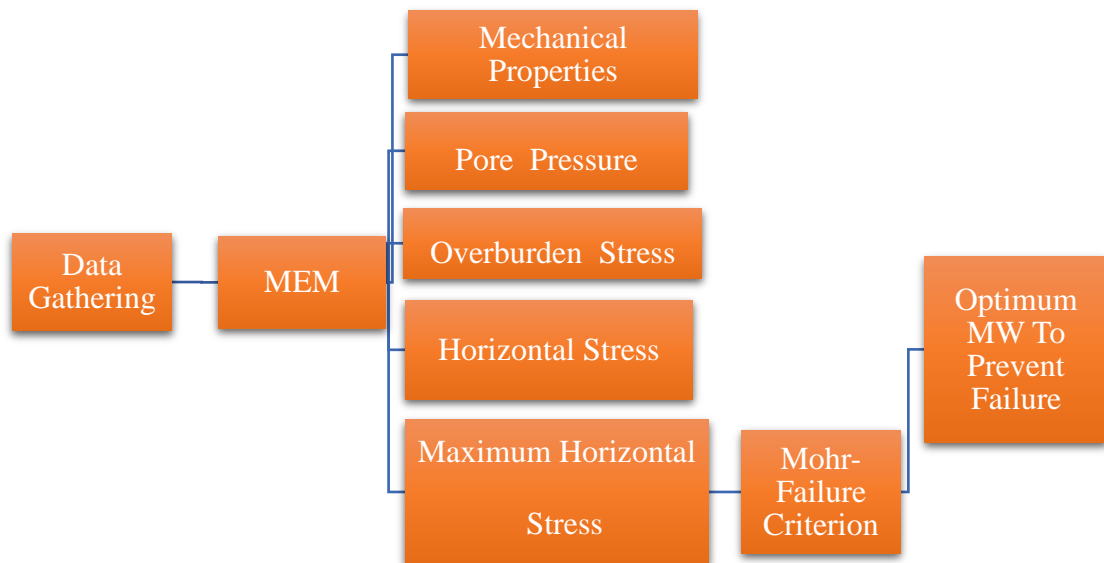 Data
Gathering
MEM
Mechanical
Properties
Pore Pressure
Overburden Stress
Horizontal Stress
Maximum Horizontal
Stress
Mohr-
Failure
Criterion
Optimum
MW To
Prevent
Failure